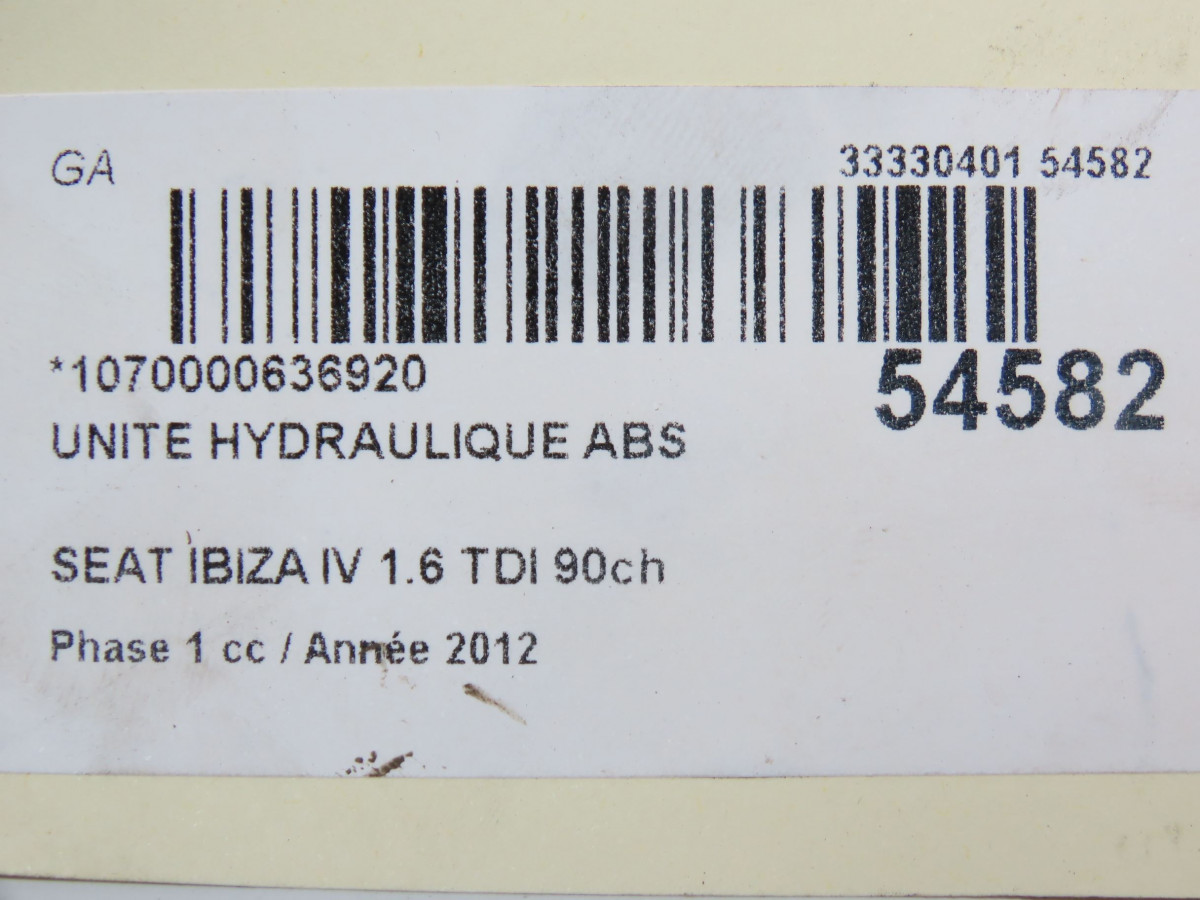 GA
33330401 54582
*1070000636920
54582
UNITE HYDRAULIQUE ABS
SEAT IBIZA IV 1.6 TDI 90ch
Phase 1 cc / Année 2012